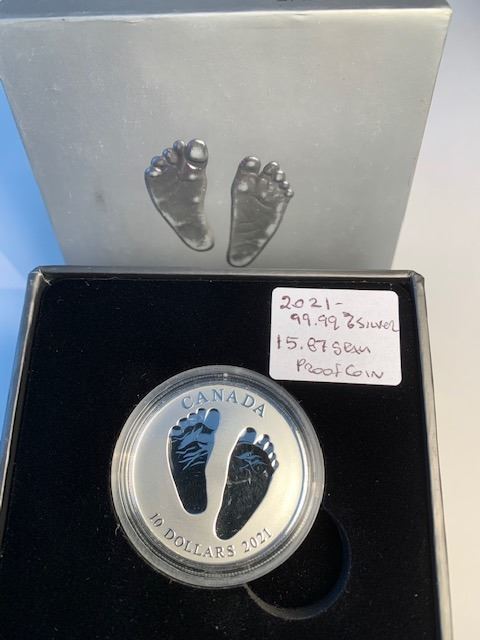 2021-
99.99% Silver
15.87 gram
Proof Coin
CANADA
10 DOLLARS 2021